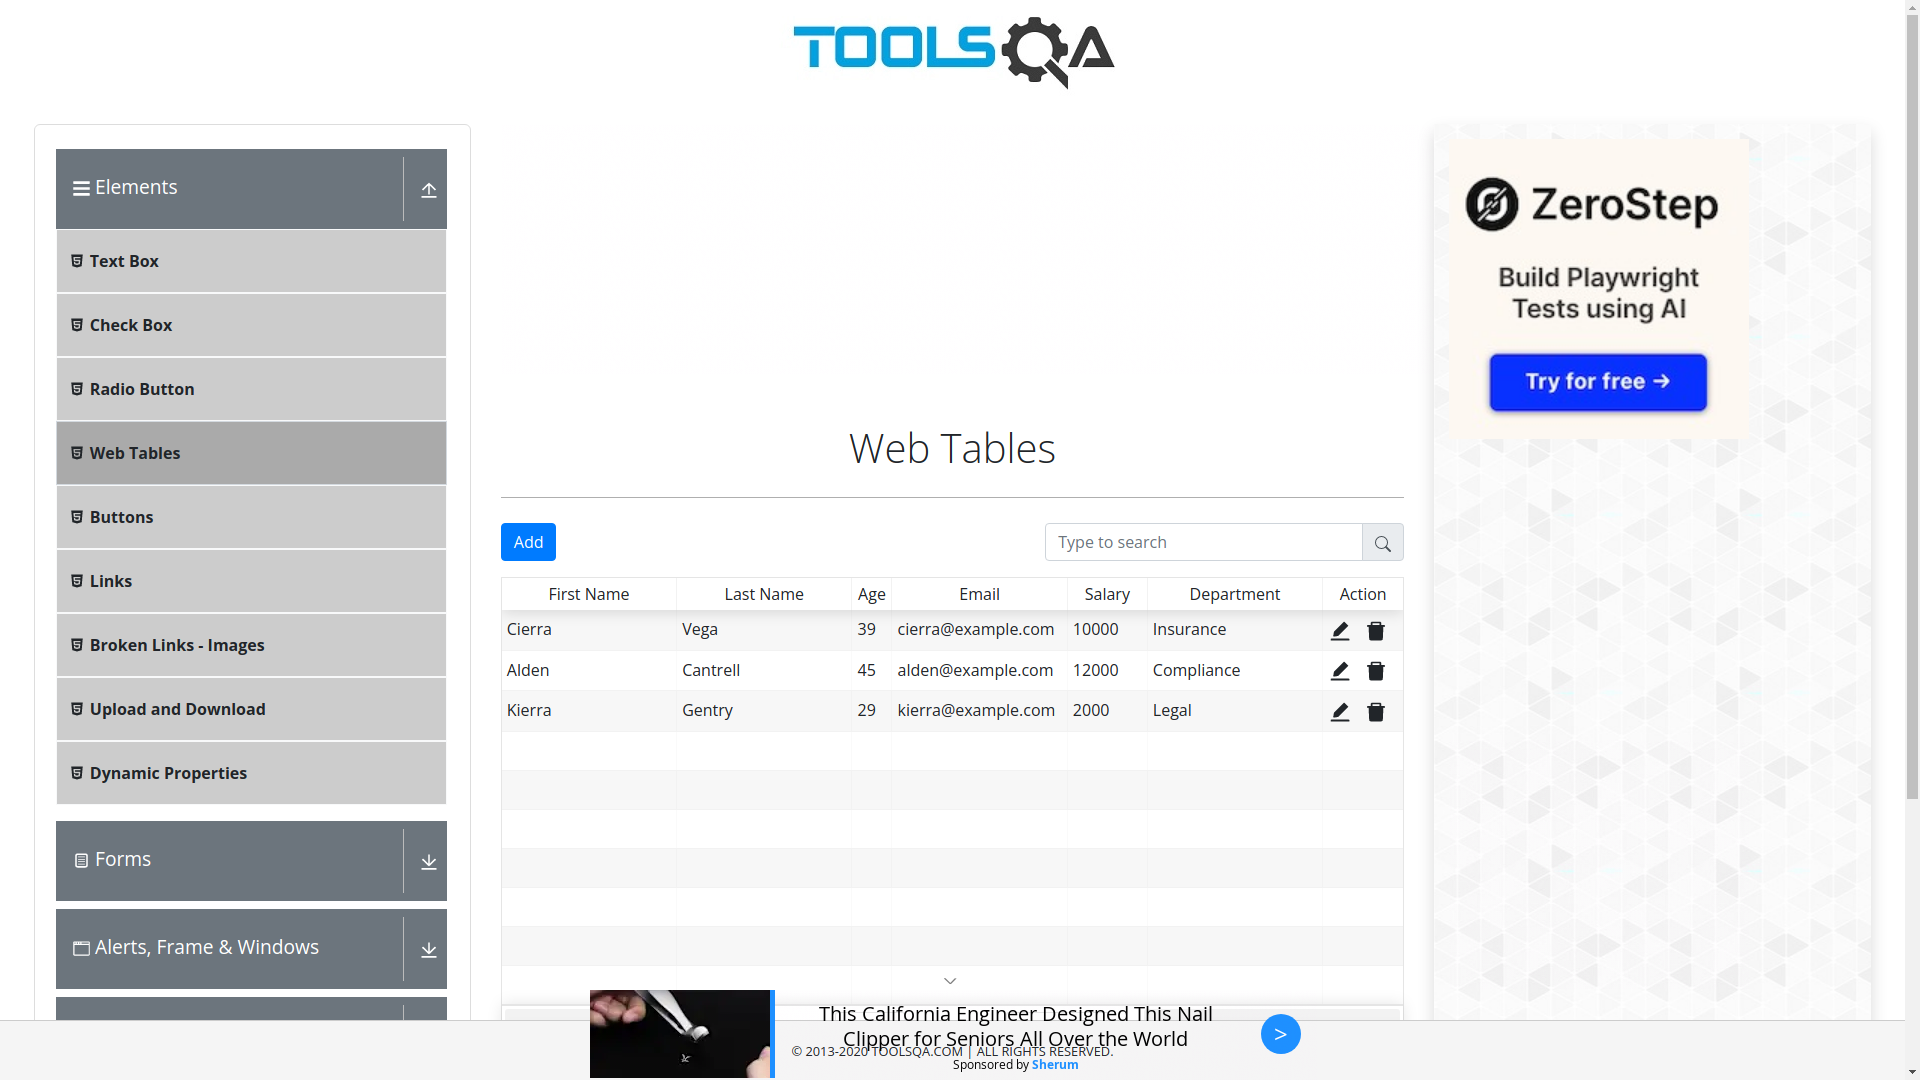 TOOLSQA
Elements
Text Box
Check Box
Radio Button
Web Tables
Buttons
Links
Broken Links - Images
Upload and Download
Dynamic Properties
Forms
Alerts, Frame & Windows
Web Tables
Add
Type to search
First Name Last Name Age Email Salary Department Action
Cierra Vega 39 cierra@example.com 10000 Insurance
Alden Cantrell 45 alden@example.com 12000 Compliance
Kierra Gentry 29 kierra@example.com 2000 Legal
ZeroStep
Build Playwright
Tests using AI
Try for free →
This California Engineer Designed This Nail
Clipper for Seniors All Over the World
>
© 2013-2020 TOOLSQA.COM | ALL RIGHTS RESERVED.
Sponsored by Sherum